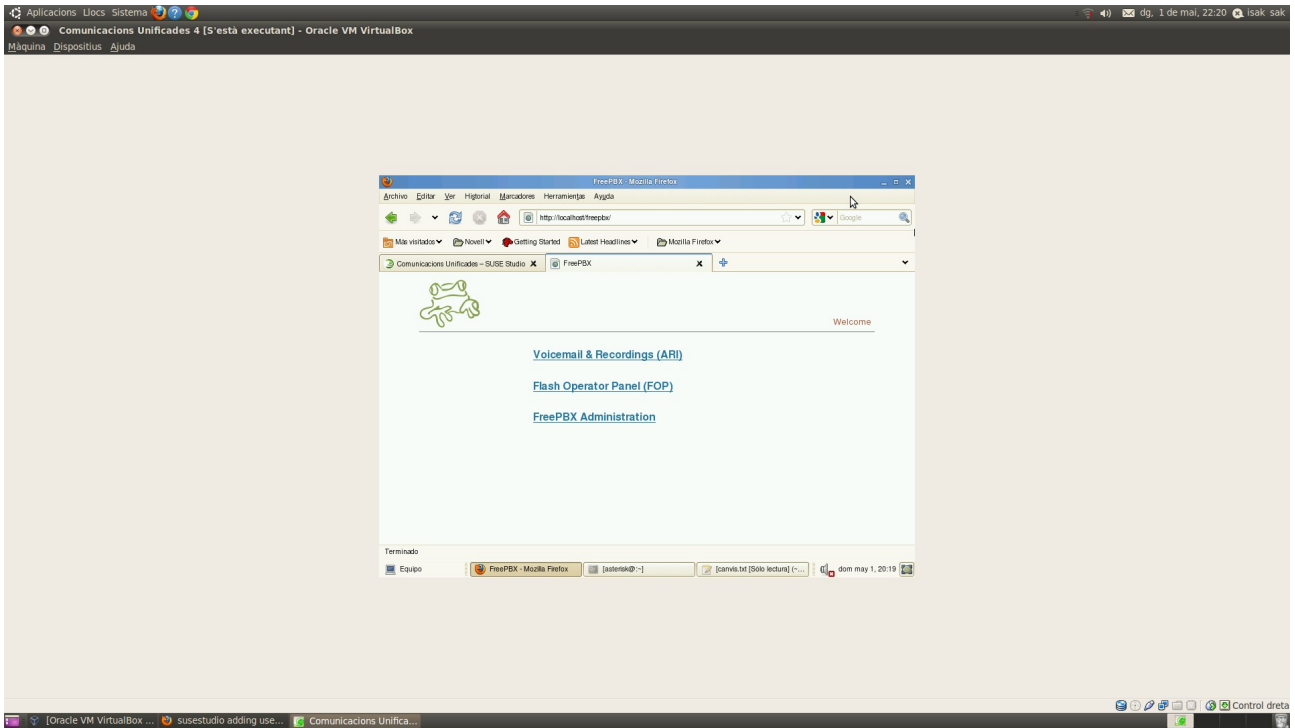 Aplicacions Llocs Sistema dg, 1 de mai, 22:20 isak sak
Comunicacions Unificades 4 [S'està executant] - Oracle VM VirtualBox
Màquina Dispositius Ajuda
FreePBX - Mozilla Firefox
Archivo Editar Ver Historial Marcadores Herramientas Ayuda
http://localhost/freepbx/ Google
Más visitados Novell Getting Started Latest Headlines Mozilla Firefox
Comunicacions Unificades – SUSE Studio FreePBX
Welcome
Voicemail & Recordings (ARI)
Flash Operator Panel (FOP)
FreePBX Administration
Terminado
Equipo FreePBX - Mozilla Firefox [asterisk@:~] [canvis.txt [Sólo lectura] (~... dom may 1, 20:19
Control dreta
[Oracle VM VirtualBox ... susestudio adding use... Comunicacions Unifica...